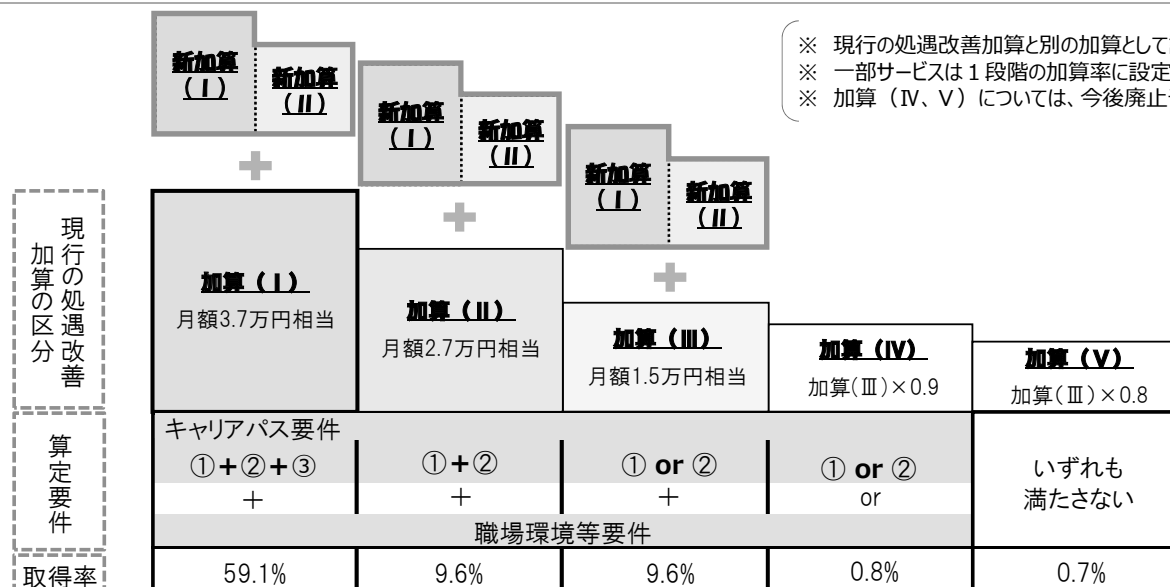 ※ 現行の処遇改善加算と別の加算として
※ 一部サービスは１段階の加算率に設定
※ 加算（Ⅳ、Ⅴ）については、今後廃止
新加算
（Ⅰ）
新加算
（Ⅱ）
新加算
（Ⅰ）
新加算
（Ⅱ）
新加算
（Ⅰ）
新加算
（Ⅱ）
現行の処遇改善
加算の区分
加算（Ⅰ）
月額3.7万円相当
加算（Ⅱ）
月額2.7万円相当
加算（Ⅲ）
月額1.5万円相当
加算（Ⅳ）
加算(Ⅲ)×0.9
加算（Ⅴ）
加算(Ⅲ)×0.8
算定要件
キャリアパス要件
①+②+③
①+②
① or ②
① or ②
＋
＋
＋
or
職場環境等要件
いずれも
満たさない
取得率
59.1%
9.6%
9.6%
0.8%
0.7%